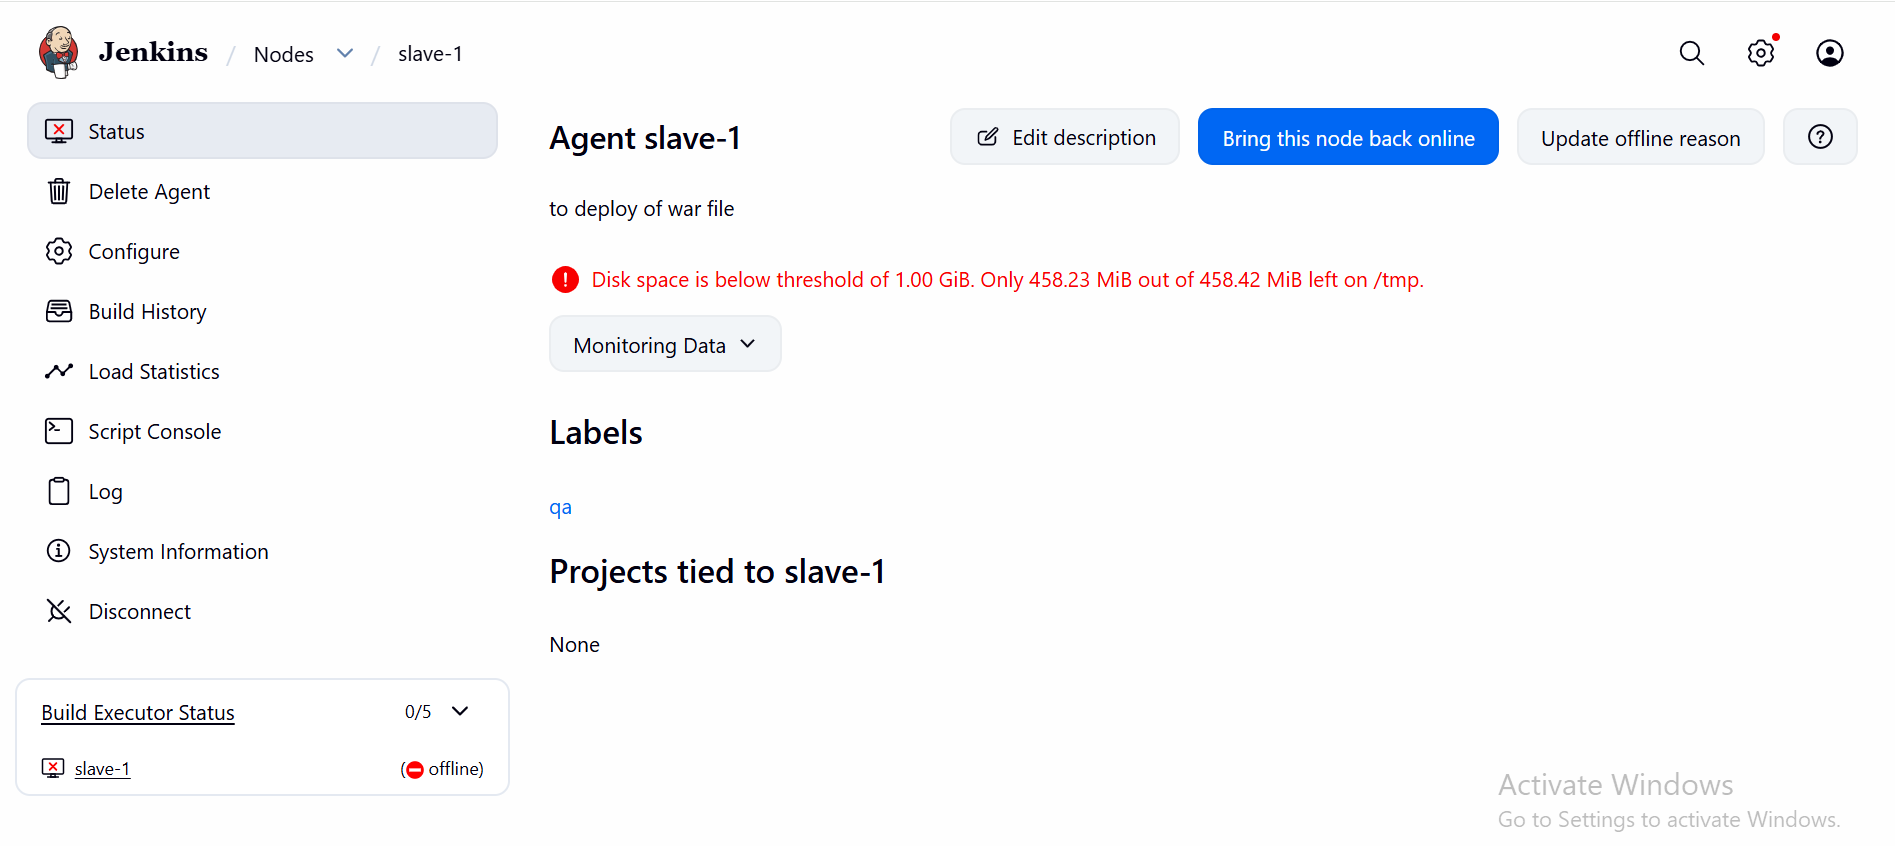 Jenkins / Nodes / slave-1
Status
Delete Agent
Configure
Build History
Load Statistics
Script Console
Log
System Information
Disconnect
Build Executor Status 0/5
slave-1 (offline)
Agent slave-1
Edit description
Bring this node back online
Update offline reason
to deploy of war file
Disk space is below threshold of 1.00 GiB. Only 458.23 MiB out of 458.42 MiB left on /tmp.
Monitoring Data
Labels
qa
Projects tied to slave-1
None
Activate Windows
Go to Settings to activate Windows.